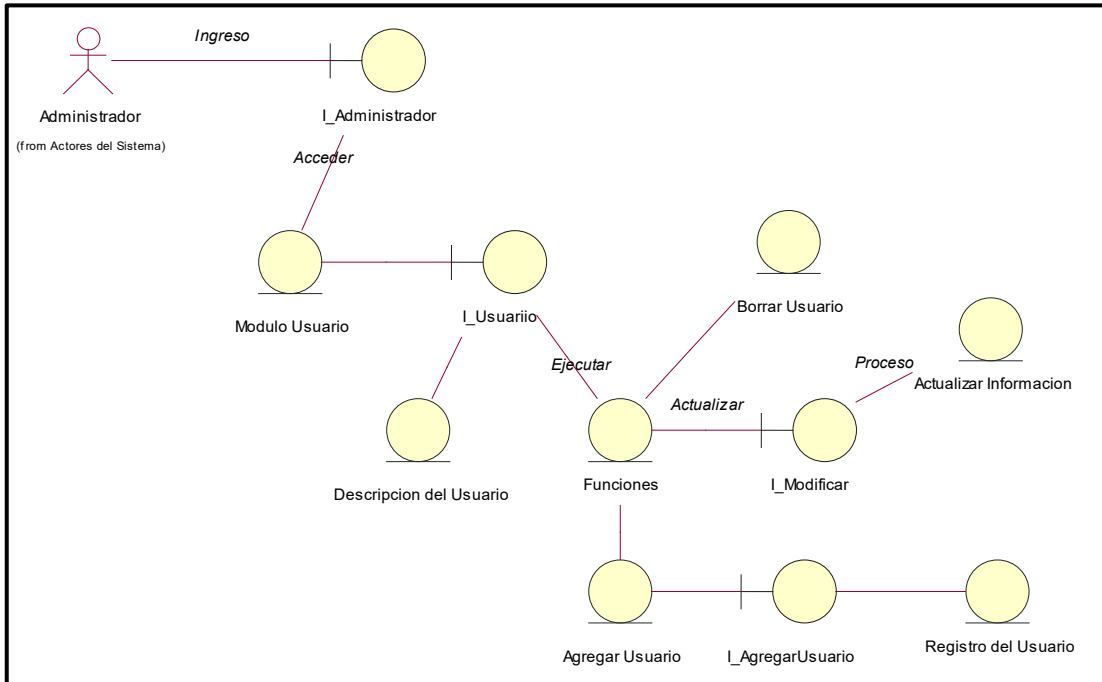 Ingreso
Administrador
(from Actores del Sistema)
I_Administrador
Acceder
Modulo Usuario
I_Usuariio
Borrar Usuario
Ejecutar
Proceso
Actualizar Informacion
Actualizar
Descripcion del Usuario
Funciones
I_Modificar
Agregar Usuario
I_AgregarUsuario
Registro del Usuario